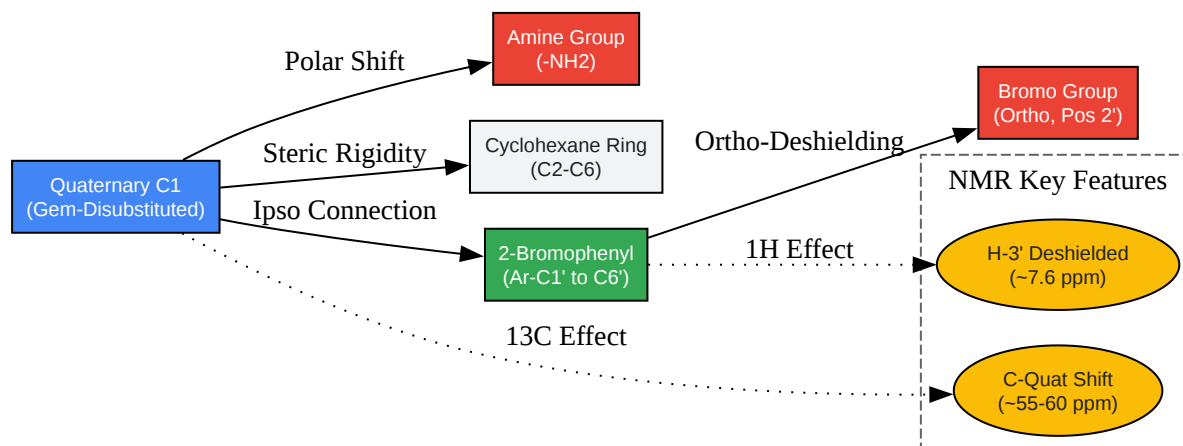 Amine Group
(-NH2)
Polar Shift
Bromo Group
(Ortho, Pos 2')
Cyclohexane Ring
(C2-C6)
Steric Rigidity
Ortho-Deshielding
Quaternary C1
(Gem-Disubstituted)
NMR Key Features
Ipso Connection
2-Bromophenyl
(Ar-C1' to C6')
1H Effect
H-3' Deshielded
(~7.6 ppm)
13C Effect
C-Quat Shift
(~55-60 ppm)